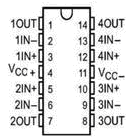 1OUT 1 14 4OUT
1IN− 2 13 4IN−
1IN+ 3 12 4IN+
VCC+ 4 11 VCC−
2IN+ 5 10 3IN+
2IN− 6 9 3IN−
2OUT 7 8 3OUT